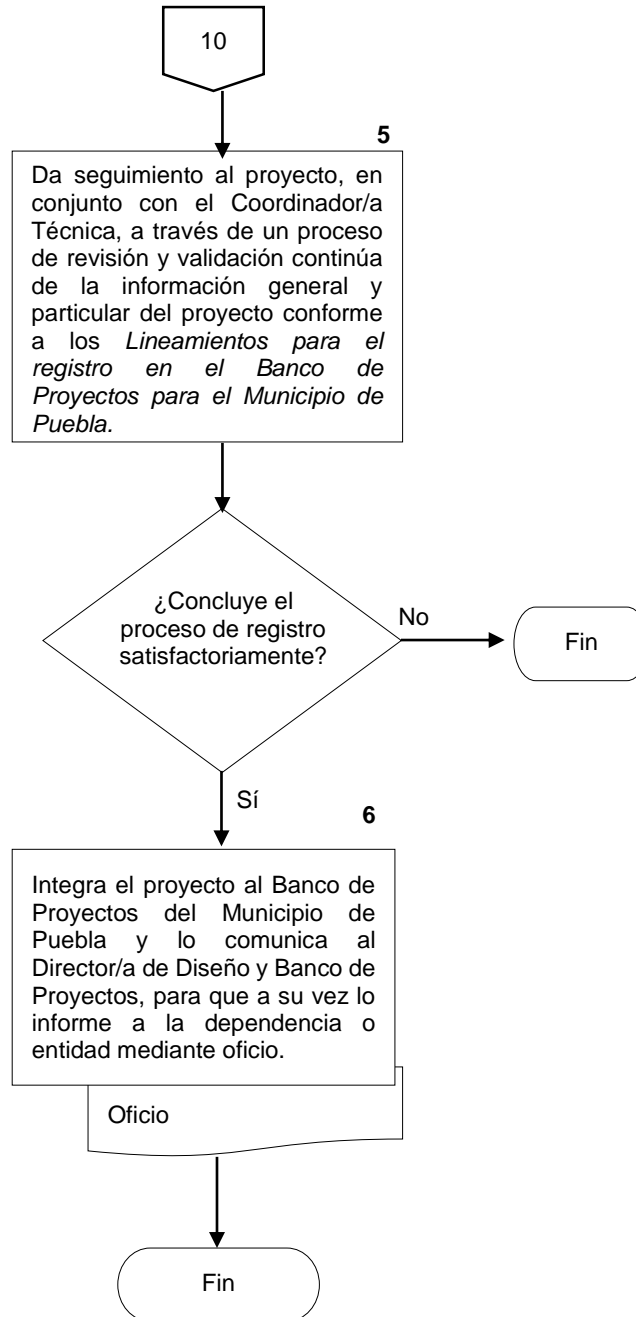 10
5
Da seguimiento al proyecto, en
conjunto con el Coordinador/a
Técnica, a través de un proceso
de revisión y validación continúa
de la información general y
particular del proyecto conforme
a los Lineamientos para el
registro en el Banco de
Proyectos para el Municipio de
Puebla.
¿Concluye el
proceso de registro
satisfactoriamente?
No
Fin
Sí
6
Integra el proyecto al Banco de
Proyectos del Municipio de
Puebla y lo comunica al
Director/a de Diseño y Banco de
Proyectos, para que a su vez lo
informe a la dependencia o
entidad mediante oficio.
Oficio
Fin